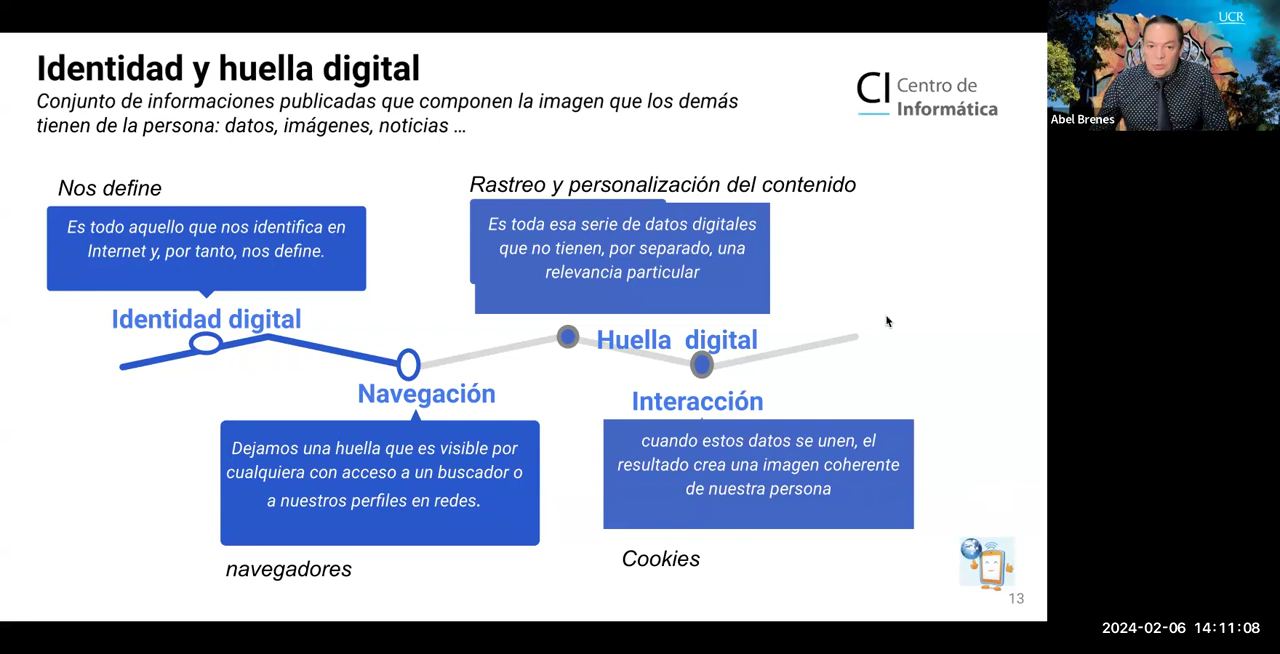 Identidad y huella digital
Conjunto de informaciones publicadas que componen la imagen que los demás
tienen de la persona: datos, imágenes, noticias ...
CI Centro de
Informática
UCR
Abel Brenes
Nos define
Es todo aquello que nos identifica en
Internet y, por tanto, nos define.
Identidad digital
Rastreo y personalización del contenido
Es toda esa serie de datos digitales
que no tienen, por separado, una
relevancia particular
Huella digital
Navegación
Dejamos una huella que es visible por
cualquiera con acceso a un buscador o
a nuestros perfiles en redes.
navegadores
Interacción
cuando estos datos se unen, el
resultado crea una imagen coherente
de nuestra persona
Cookies
13
2024-02-06 14:11:08